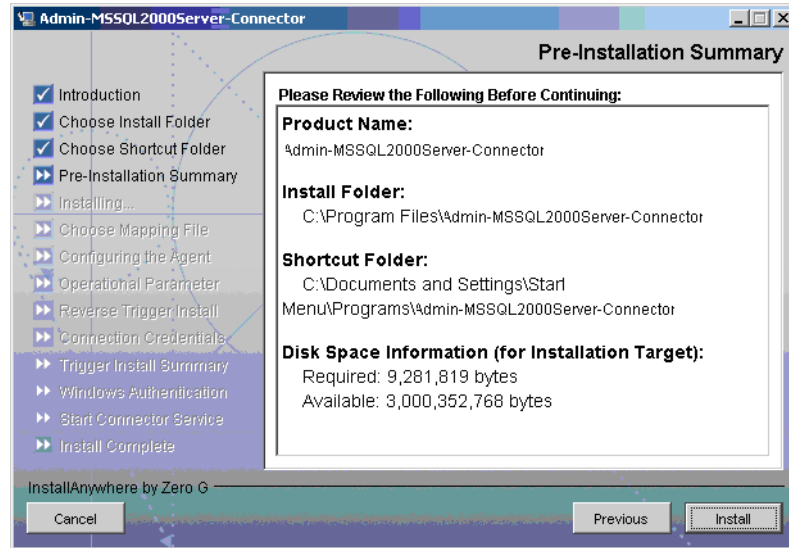 Admin-MSSQL2000Server-Connector
Pre-Installation Summary
Introduction
Choose Install Folder
Choose Shortcut Folder
Pre-Installation Summary
Installing...
Choose Mapping File
Configuring the Agent
Operational Parameter
Reverse Trigger Install
Connection Credentials
Trigger Install Summary
Windows Authentication
Start Connector Service
Install Complete
Please Review the Following Before Continuing:
Product Name:
Admin-MSSQL2000Server-Connector
Install Folder:
C:\Program Files\Admin-MSSQL2000Server-Connector
Shortcut Folder:
C:\Documents and Settings\Start
Menu\Programs\Admin-MSSQL2000Server-Connector
Disk Space Information (for Installation Target):
Required: 9,281,819 bytes
Available: 3,000,352,768 bytes
InstallAnywhere by Zero G
Cancel
Previous
Install